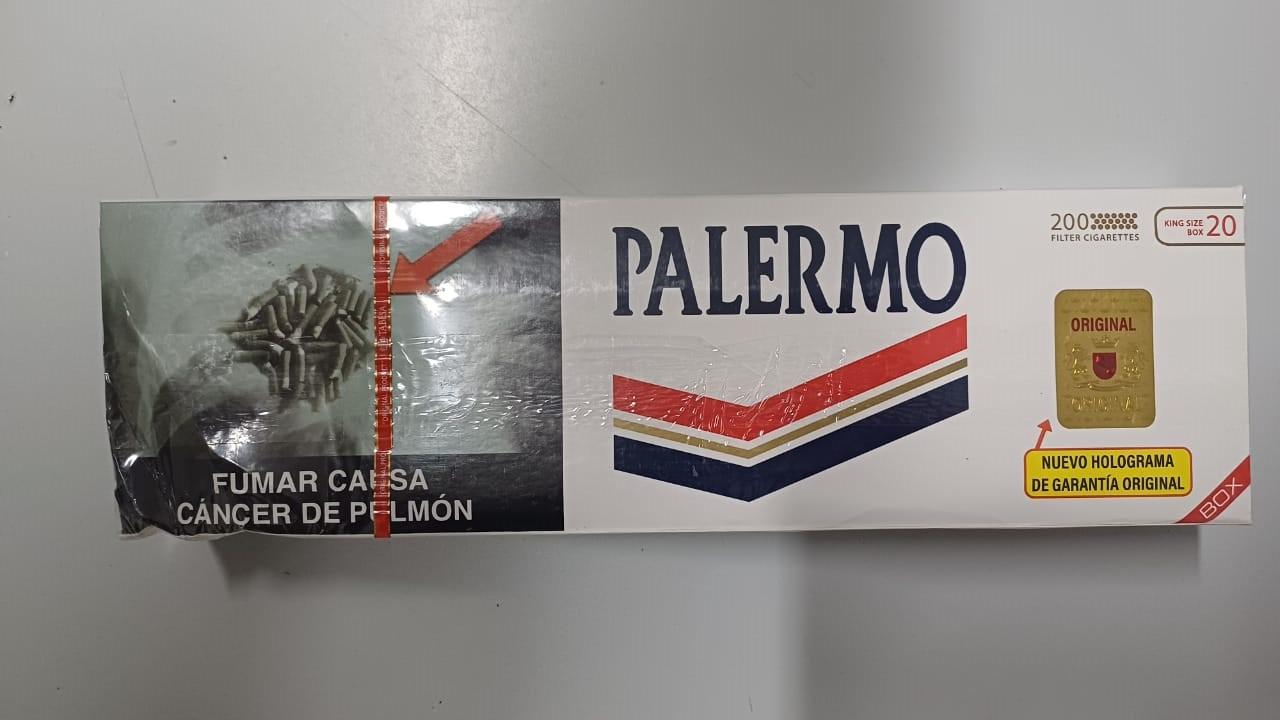 PALERMO
200
FILTER CIGARETTES
KING SIZE
BOX 20
ORIGINAL
ORIGINAL
NUEVO HOLOGRAMA
DE GARANTÍA ORIGINAL
BOX
FUMAR CAUSA
CÁNCER DE PULMÓN